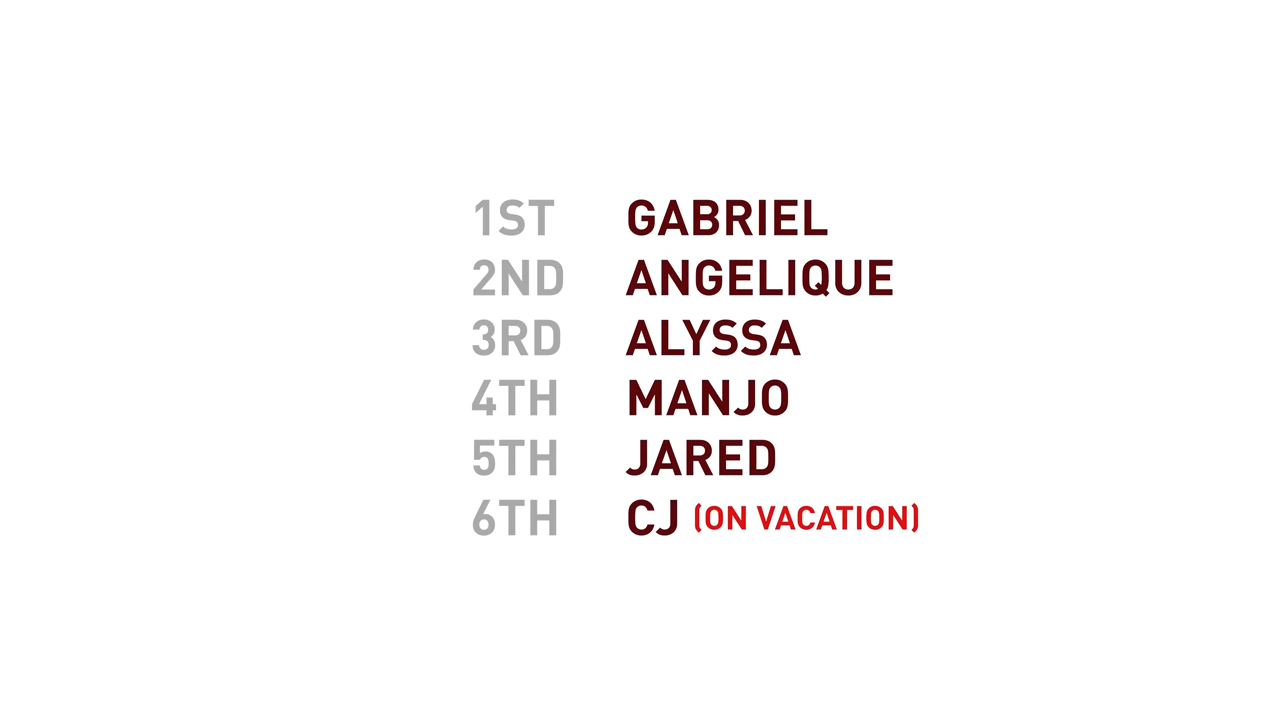 1ST GABRIEL
2ND ANGELIQUE
3RD ALYSSA
4TH MANJO
5TH JARED
6TH CJ (ON VACATION)